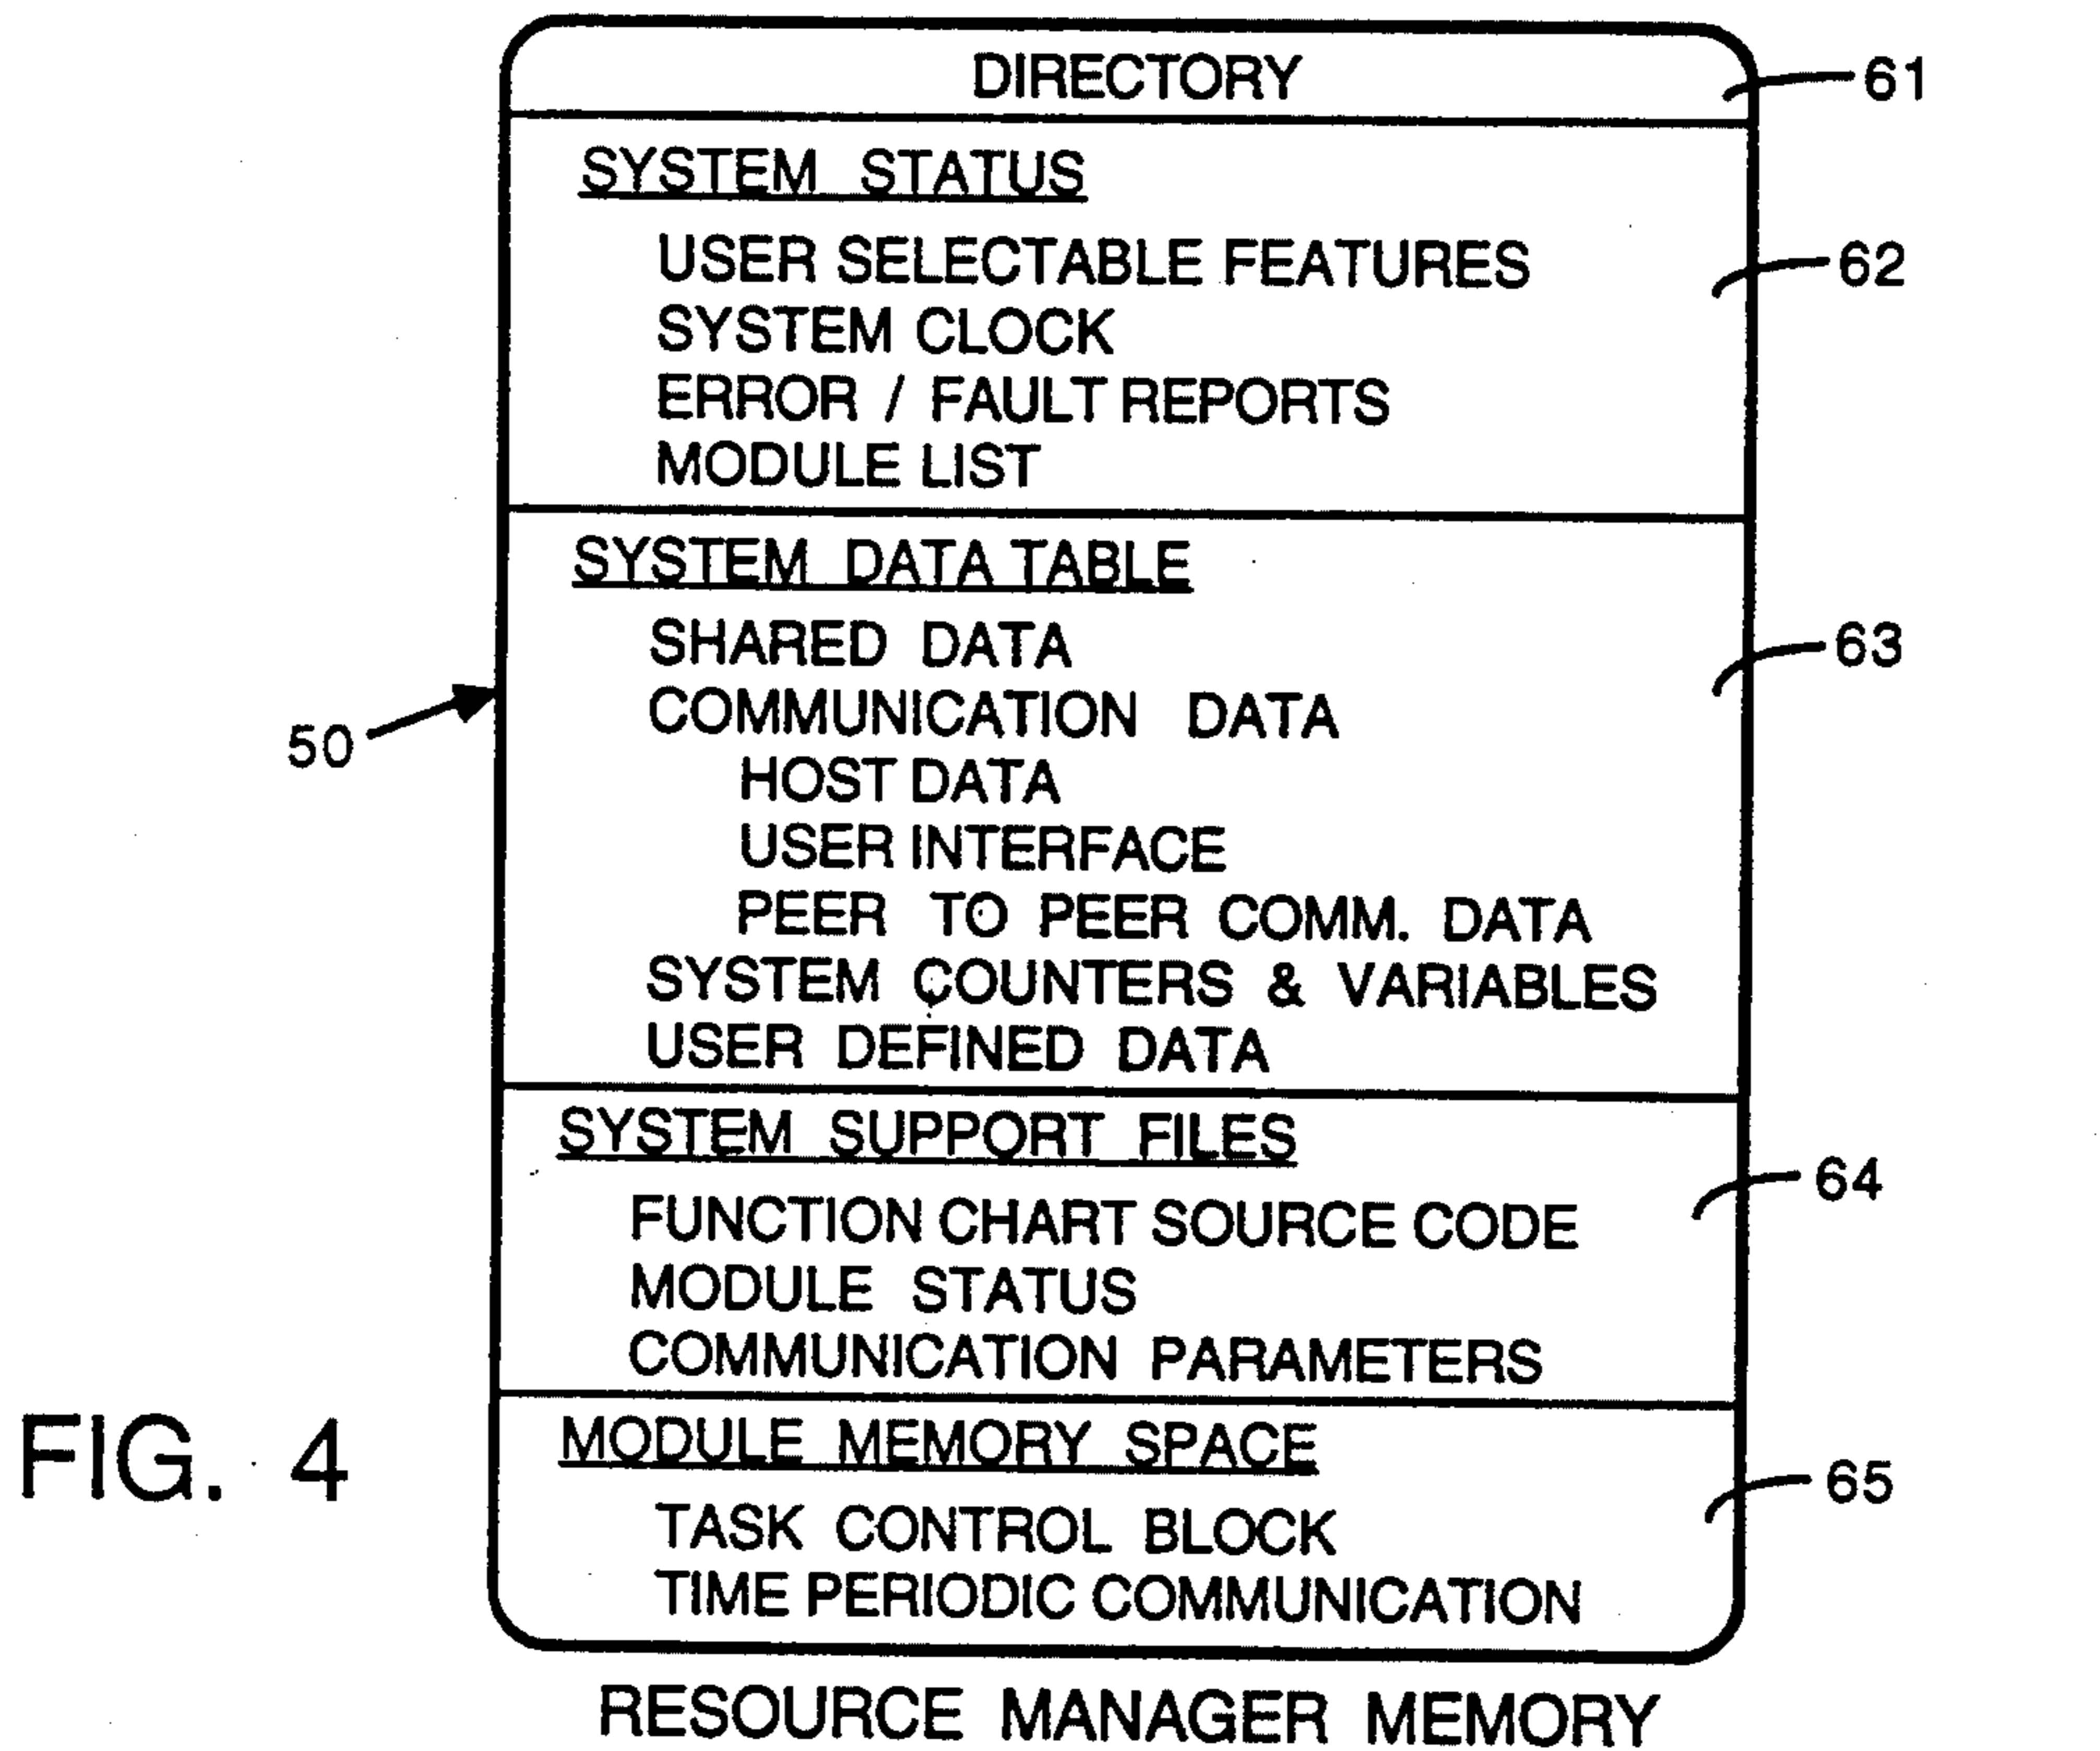 DIRECTORY
61
SYSTEM STATUS
USER SELECTABLE FEATURES
62
SYSTEM CLOCK
ERROR / FAULT REPORTS
MODULE LIST
SYSTEM DATA TABLE
SHARED DATA
63
COMMUNICATION DATA
50
HOST DATA
USER INTERFACE
PEER TO PEER COMM. DATA
SYSTEM COUNTERS & VARIABLES
USER DEFINED DATA
SYSTEM SUPPORT FILES
64
FUNCTION CHART SOURCE CODE
MODULE STATUS
COMMUNICATION PARAMETERS
MODULE MEMORY SPACE
65
TASK CONTROL BLOCK
TIME PERIODIC COMMUNICATION
RESOURCE MANAGER MEMORY
FIG. 4